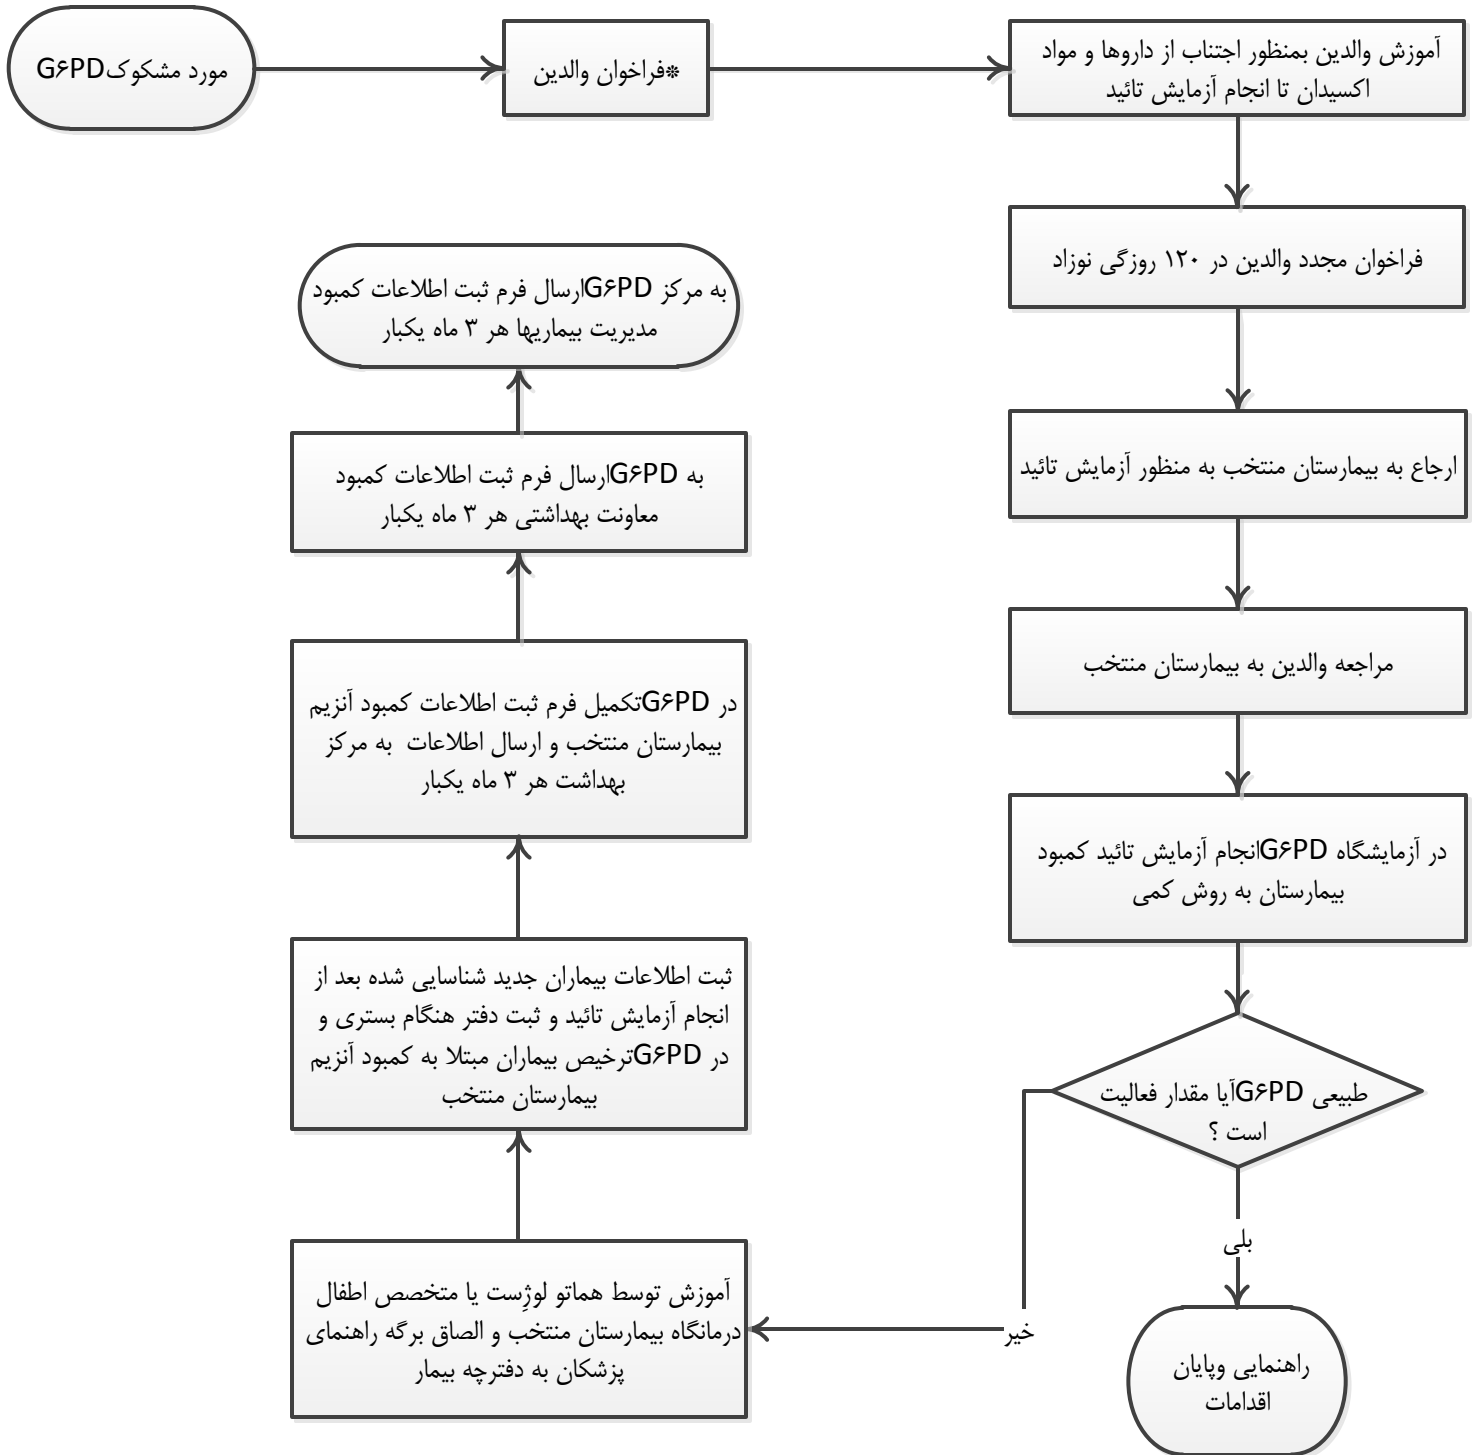 مورد مشکوکG۶PD
*فراخوان والدین
آموزش والدین بمنظور اجتناب از داروها و مواد
اکسیدان تا انجام آزمایش تائید
فراخوان مجدد والدین در ۱۲۰ روزگی نوزاد
ارجاع به بیمارستان منتخب به منظور آزمایش تائید
مراجعه والدین به بیمارستان منتخب
در آزمایشگاه G۶PDانجام آزمایش تائید کمبود
بیمارستان به روش کمی
طبیعی G۶PDآیا مقدار فعالیت
است ؟
بلی
راهنمایی وپایان
اقدامات
خیر
آموزش توسط هماتو لوژِست یا متخصص اطفال
درمانگاه بیمارستان منتخب و الصاق برگه راهنمای
پزشکان به دفترچه بیمار
ثبت اطلاعات بیماران جدید شناسایی شده بعد از
انجام آزمایش تائید و ثبت دفتر هنگام بستری و
در G۶PDترخیص بیماران مبتلا به کمبود آنزیم
بیمارستان منتخب
در G۶PDتکمیل فرم ثبت اطلاعات کمبود آنزیم
بیمارستان منتخب و ارسال اطلاعات به مرکز
بهداشت هر ۳ ماه یکبار
به G۶PDارسال فرم ثبت اطلاعات کمبود
معاونت بهداشتی هر ۳ ماه یکبار
به مرکز G۶PDارسال فرم ثبت اطلاعات کمبود
مدیریت بیماریها هر ۳ ماه یکبار